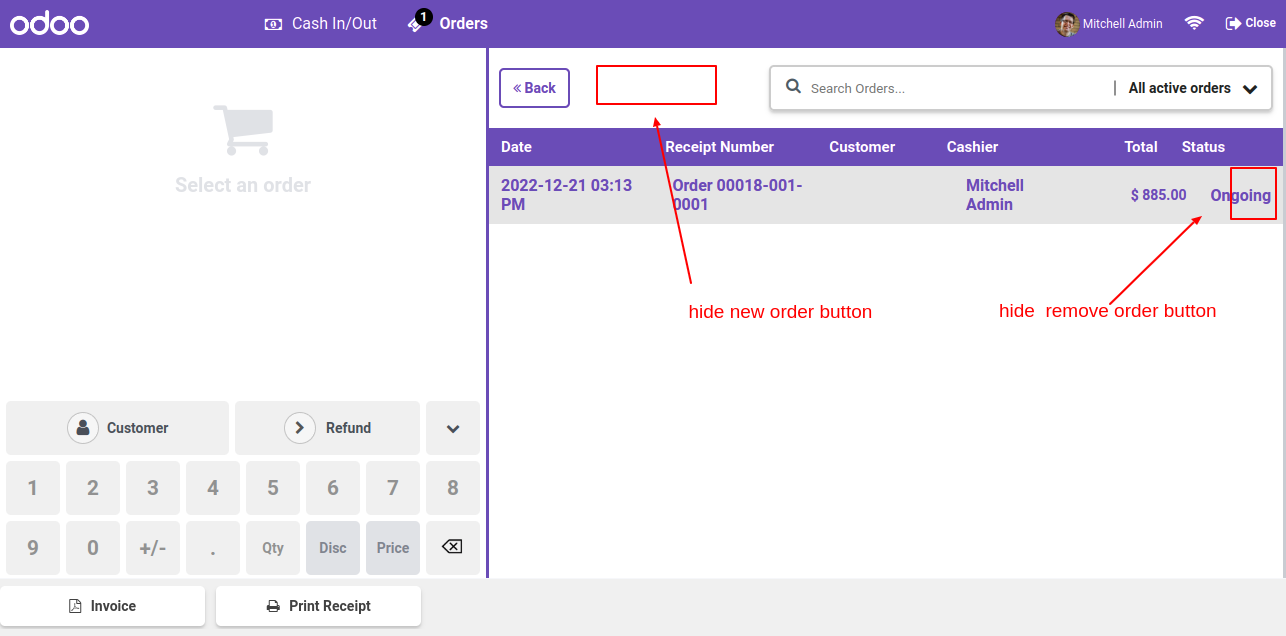 odoo
Cash In/Out
1
Orders
Mitchell Admin
Close
Select an order
« Back
Search Orders...
All active orders
Date Receipt Number Customer Cashier Total Status
2022-12-21 03:13
PM
Order 00018-001-
0001
Mitchell
Admin
$ 885.00
Ongoing
hide new order button
hide  remove order button
Customer
Refund
1 2 3 4 5 6 7 8
9 0 +/- . Qty Disc Price
Invoice
Print Receipt